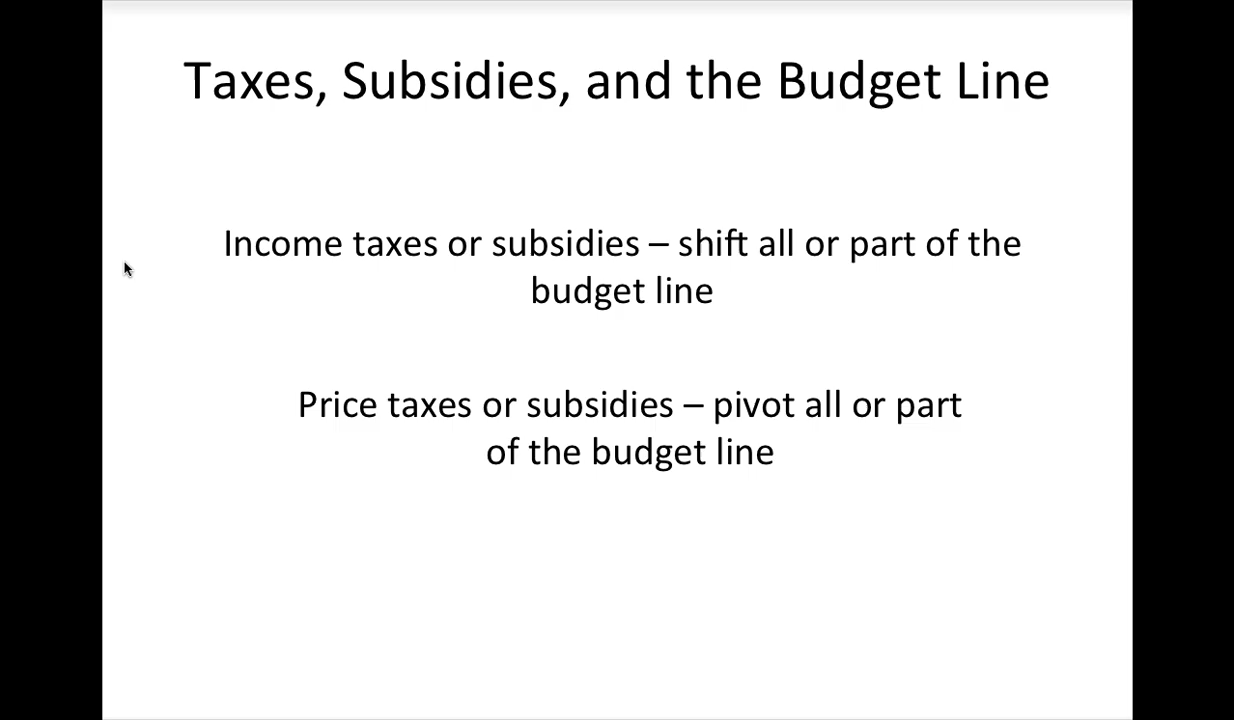 Taxes, Subsidies, and the Budget Line
Income taxes or subsidies – shift all or part of the
budget line
Price taxes or subsidies – pivot all or part
of the budget line